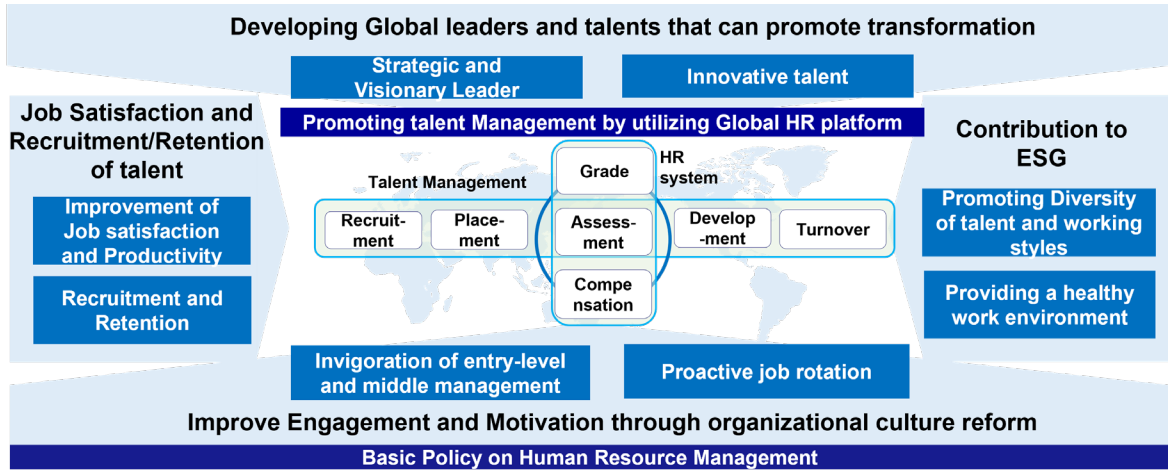 Developing Global leaders and talents that can promote transformation
Strategic and
Visionary Leader
Innovative talent
Job Satisfaction and
Recruitment/Retention
of talent
Improvement of
Job satisfaction
and Productivity
Recruitment and
Retention
Promoting talent Management by utilizing Global HR platform
Talent Management
HR
system
Grade
Recruit-
ment
Place-
ment
Assess-
ment
Develop
-ment
Turnover
Compe
nsation
Contribution to
ESG
Promoting Diversity
of talent and working
styles
Providing a healthy
work environment
Invigoration of entry-level
and middle management
Proactive job rotation
Improve Engagement and Motivation through organizational culture reform
Basic Policy on Human Resource Management